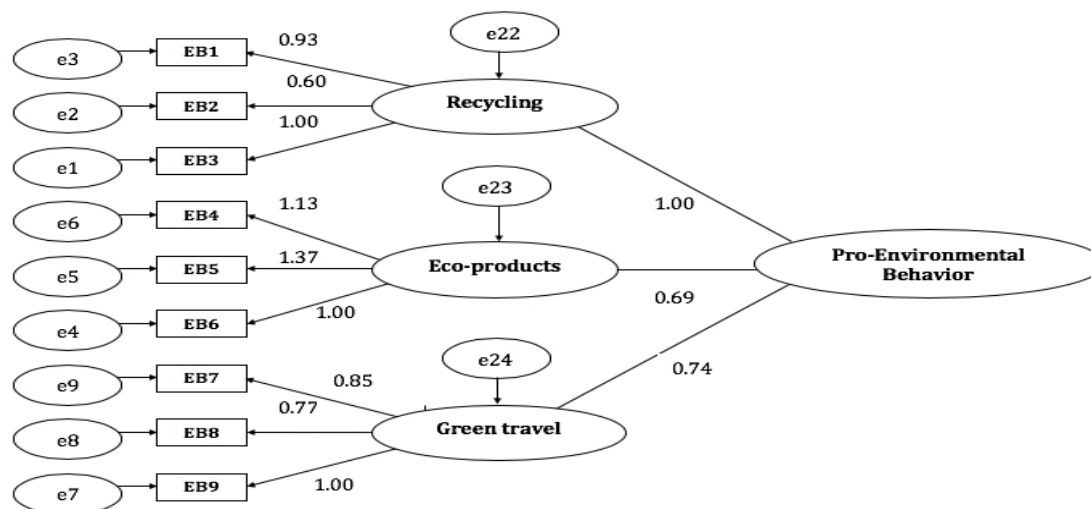 e22
0.93
EB1
e3
0.60
Recycling
EB2
e2
1.00
EB3
e1
e23
EB4
1.13
1.00
e6
Pro-Environmental
Behavior
EB5
1.37
Eco-products
e5
0.69
EB6
1.00
e4
e24
EB7
0.85
0.74
e9
0.77
EB8
Green travel
e8
1.00
EB9
e7